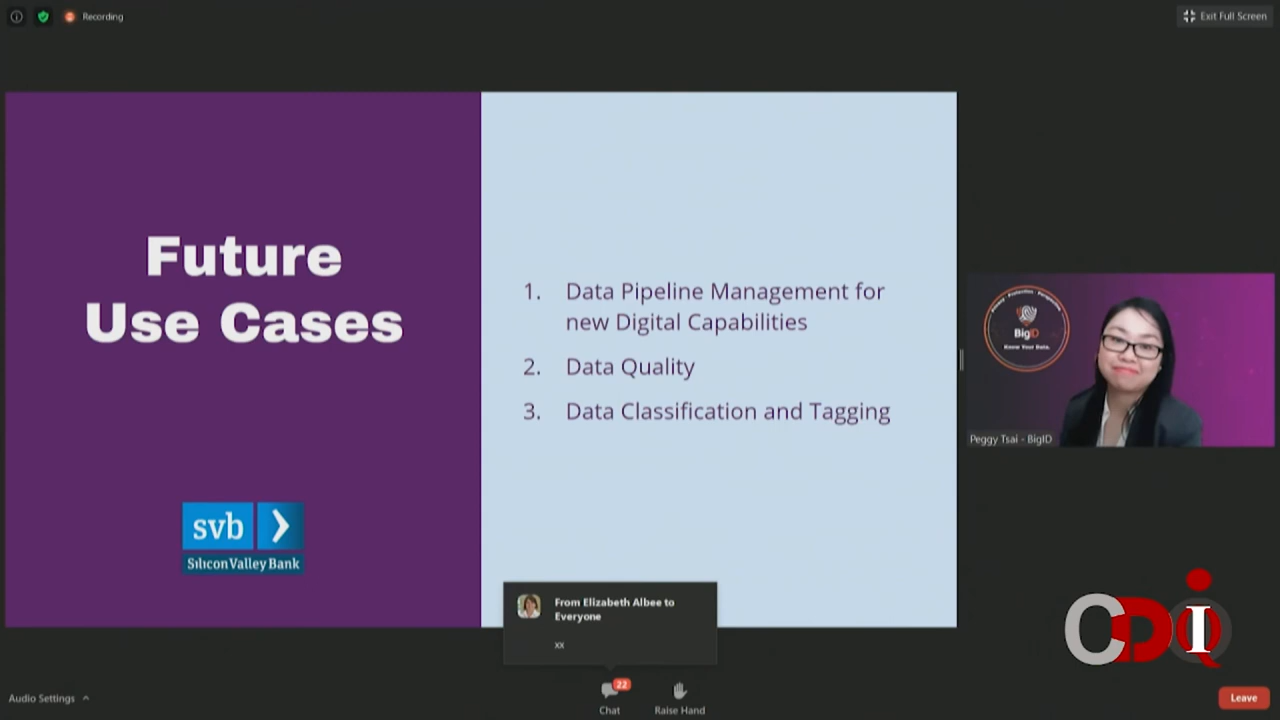 Recording
Exit Full Screen
Future
Use Cases
svb
Silicon Valley Bank
1. Data Pipeline Management for
new Digital Capabilities
2. Data Quality
3. Data Classification and Tagging
BigID
Know Your Data.
Peggy Tsai - BigID
From Elizabeth Albee to
Everyone
xx
CDIQ
Audio Settings
22
Chat
Raise Hand
Leave